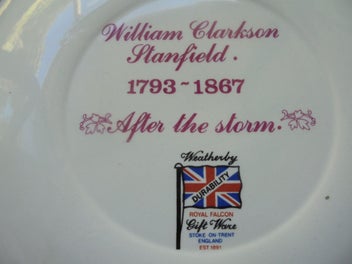 William Clarkson
Stanfield.
1793~1867
After the storm.
Weatherby
DURABILITY
ROYAL FALCON
Gift Ware
STOKE-ON-TRENT
ENGLAND
EST 1891